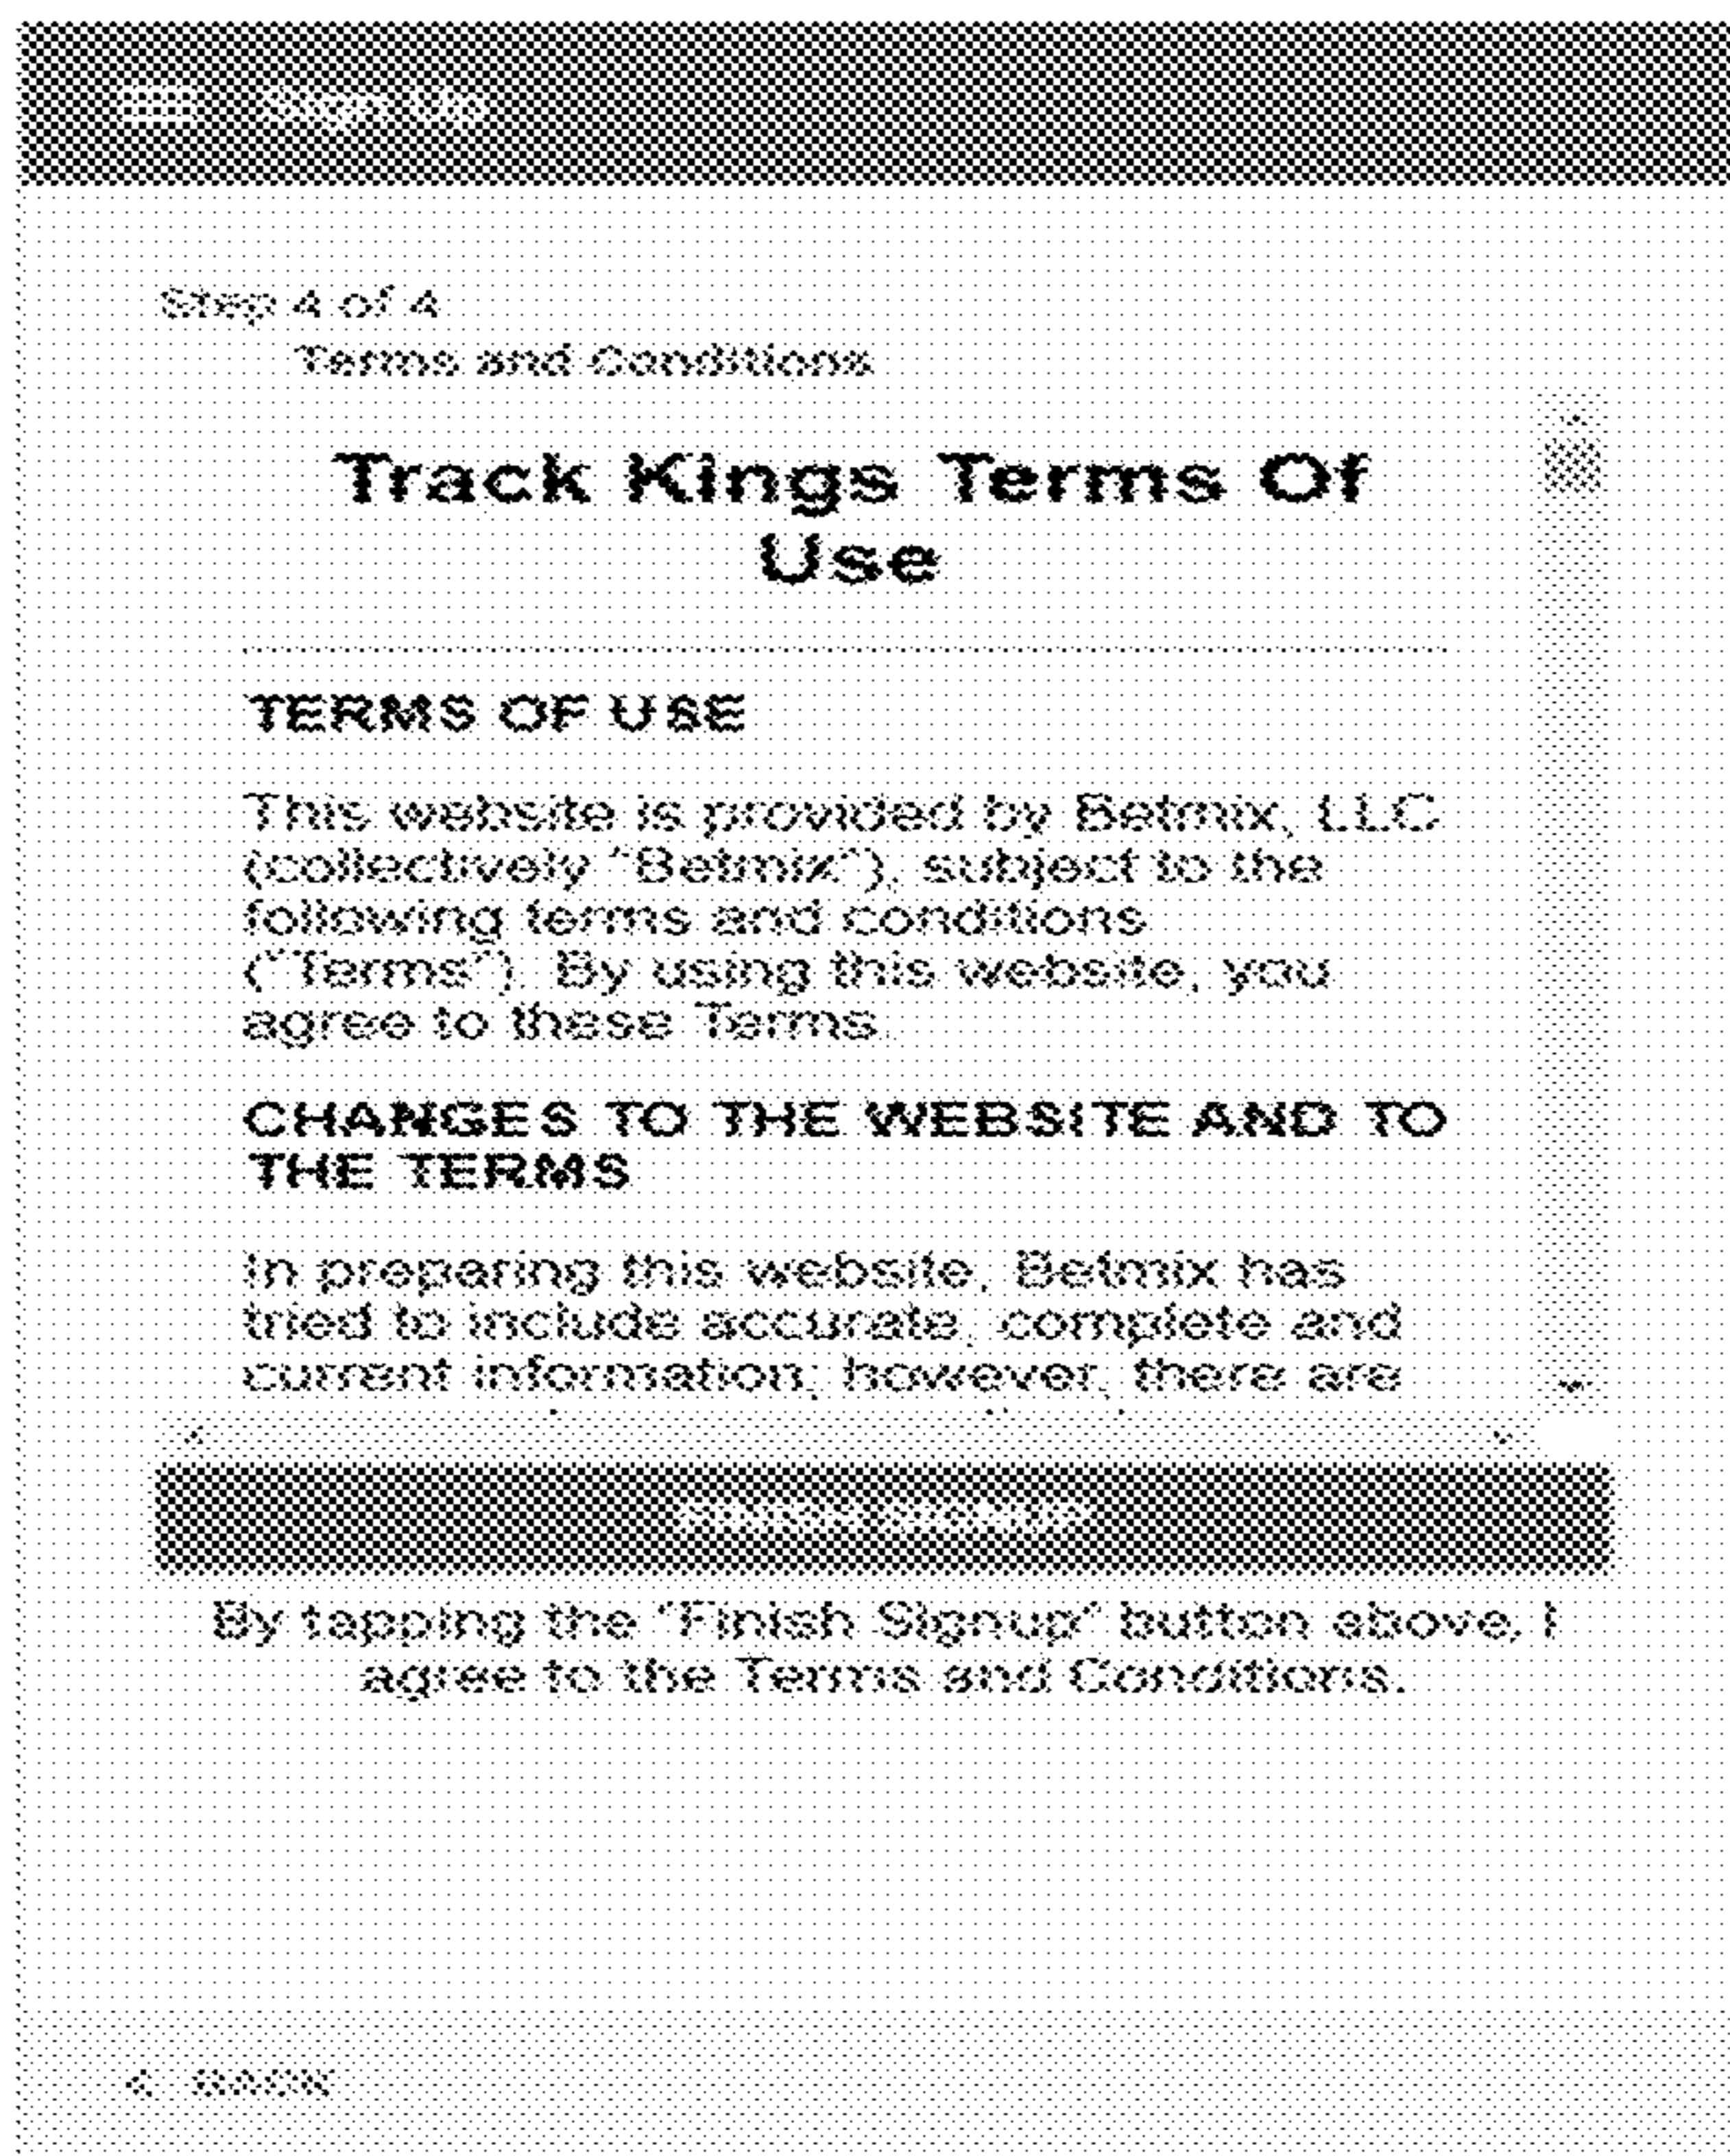 Sign Up
Step 4 of 4
Terms and Conditions
Track Kings Terms Of
Use
TERMS OF USE
This website is provided by Betmix, LLC
(collectively "Betmix"), subject to the
following terms and conditions
("Terms"). By using this website, you
agree to these Terms.
CHANGES TO THE WEBSITE AND TO
THE TERMS
In preparing this website, Betmix has
tried to include accurate, complete and
current information; however, there are
FINISH SIGNUP
By tapping the "Finish Signup" button above, I
agree to the Terms and Conditions.
< BACK